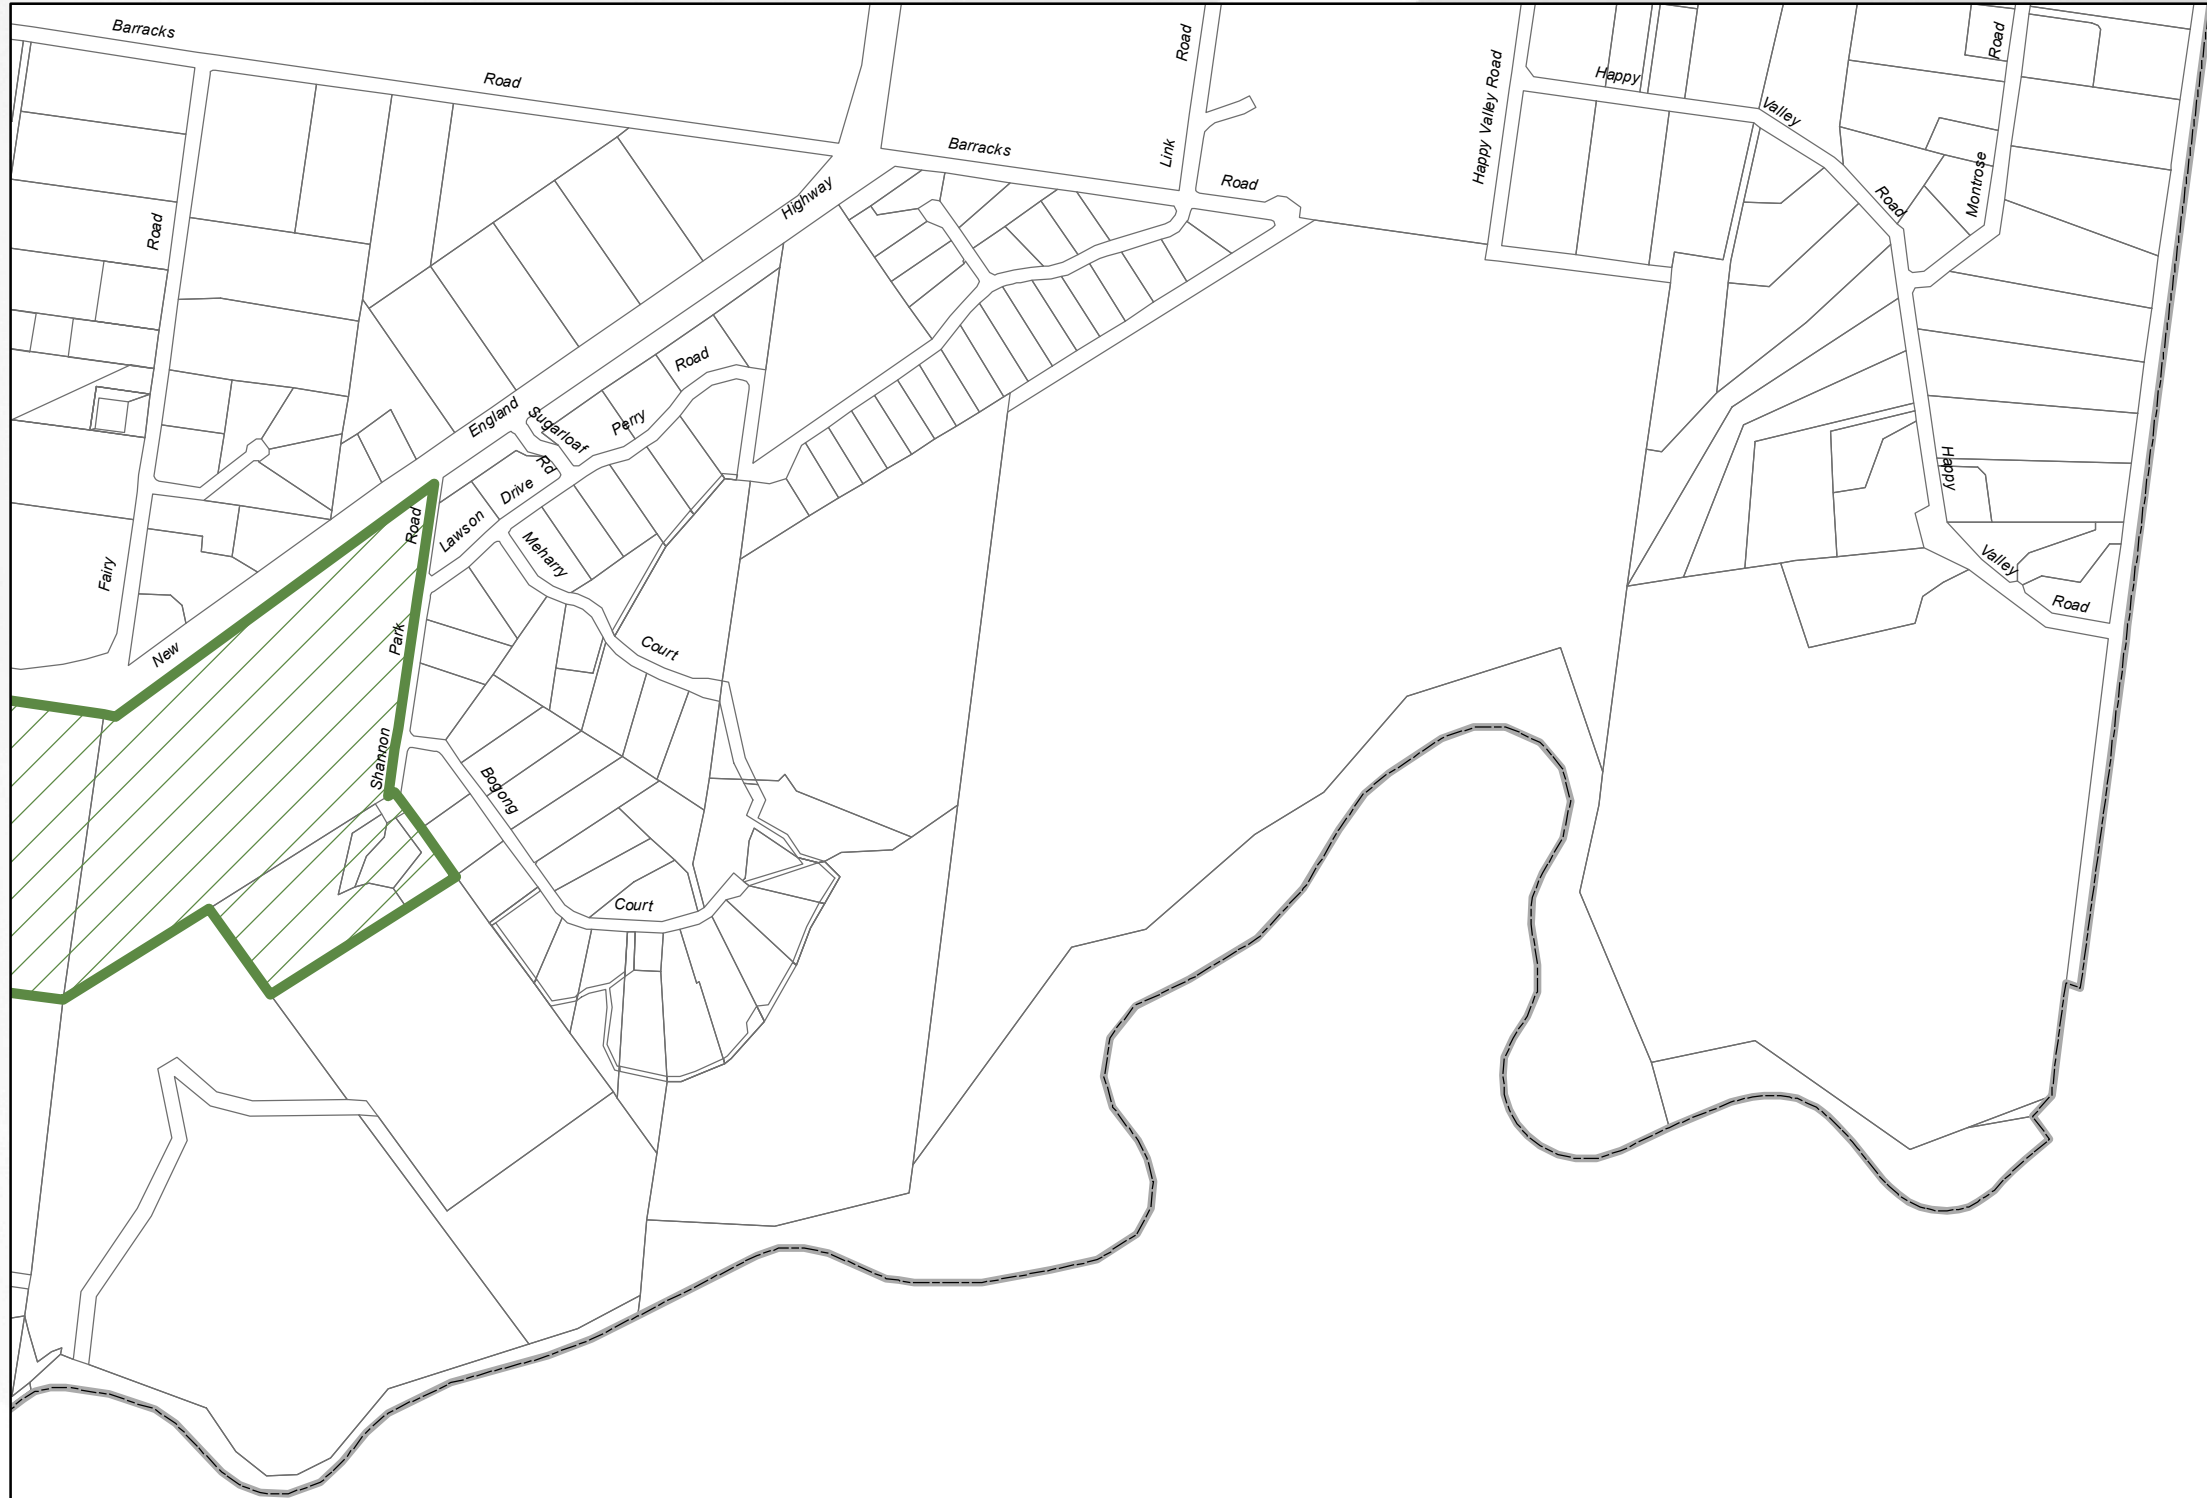 Barracks
Road
Road
Link
Barracks
Road
Happy Valley Road
Happy
Valley
Road
Road
Montrose
Highway
Road
Fairy
England
New
Sugarloaf
Rd
Perry
Road
Lawson
Drive
Meharry
Court
Road
Park
Shannon
Bogong
Court
Happy
Valley
Road